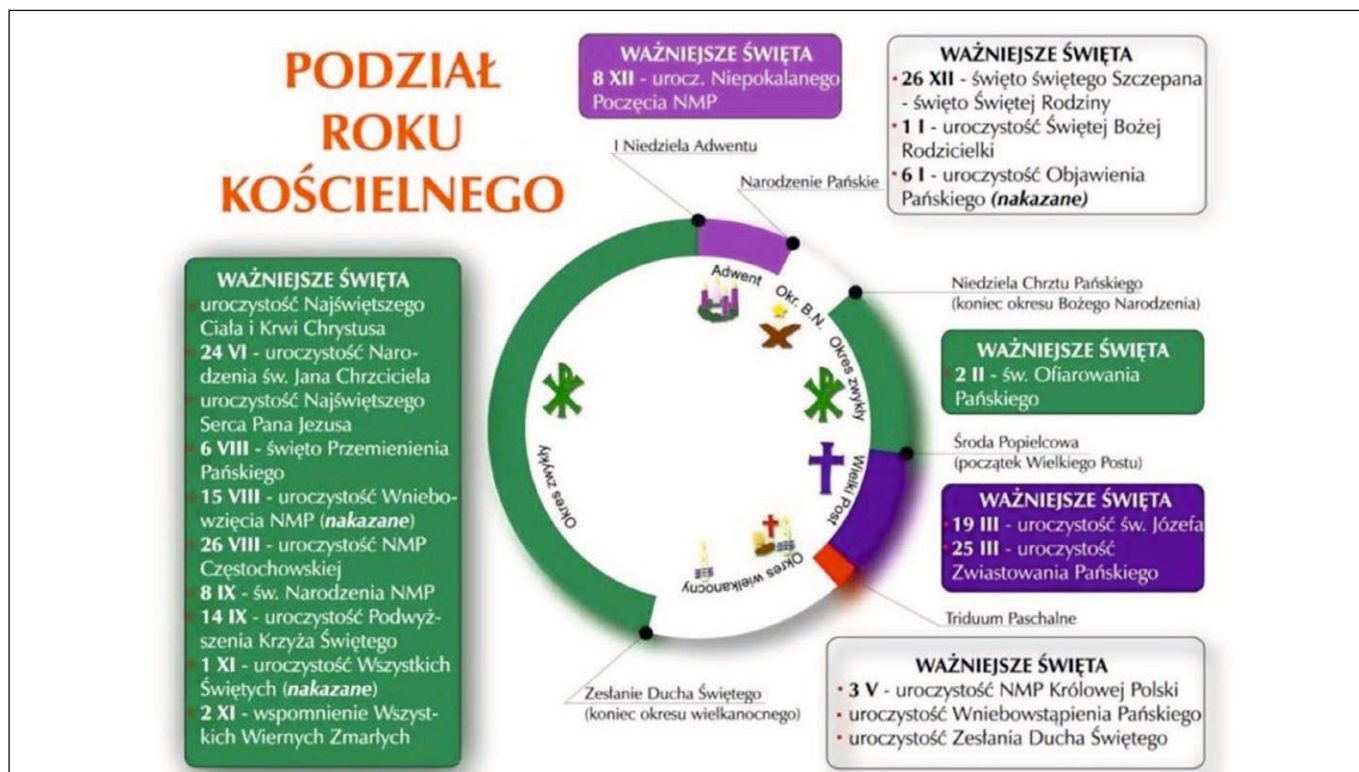 PODZIAŁ
ROKU
KOŚCIELNEGO
WAŻNIEJSZE ŚWIĘTA
8 XII - urocz. Niepokalanego
Poczęcia NMP
WAŻNIEJSZE ŚWIĘTA
• 26 XII - święto świętego Szczepana
- święto Świętej Rodziny
• 1 I - uroczystość Świętej Bożej
Rodzicielki
• 6 I - uroczystość Objawienia
Pańskiego (nakazane)
I Niedziela Adwentu
Narodzenie Pańskie
Niedziela Chrztu Pańskiego
(koniec okresu Bożego Narodzenia)
WAŻNIEJSZE ŚWIĘTA
• 2 II - św. Ofiarowania
Pańskiego
Środa Popielcowa
(początek Wielkiego Postu)
WAŻNIEJSZE ŚWIĘTA
• 19 III - uroczystość św. Józefa
• 25 III - uroczystość
Zwiastowania Pańskiego
Triduum Paschalne
WAŻNIEJSZE ŚWIĘTA
• 3 V - uroczystość NMP Królowej Polski
• uroczystość Wniebowstąpienia Pańskiego
• uroczystość Zesłania Ducha Świętego
Zesłanie Ducha Świętego
(koniec okresu wielkanocnego)
WAŻNIEJSZE ŚWIĘTA
• uroczystość Najświętszego
Ciała i Krwi Chrystusa
• 24 VI - uroczystość Naro-
dzenia św. Jana Chrzciciela
• uroczystość Najświętszego
Serca Pana Jezusa
• 6 VIII - święto Przemienienia
Pańskiego
• 15 VIII - uroczystość Wniebo-
wzięcia NMP (nakazane)
• 26 VIII - uroczystość NMP
Częstochowskiej
• 8 IX - św. Narodzenia NMP
• 14 IX - uroczystość Podwyż-
szenia Krzyża Świętego
• 1 XI - uroczystość Wszystkich
Świętych (nakazane)
• 2 XI - wspomnienie Wszyst-
kich Wiernych Zmarłych
Adwent
Okr. B.N.
Okres zwykły
Wielki Post
Okres wielkanocny
Okres zwykły